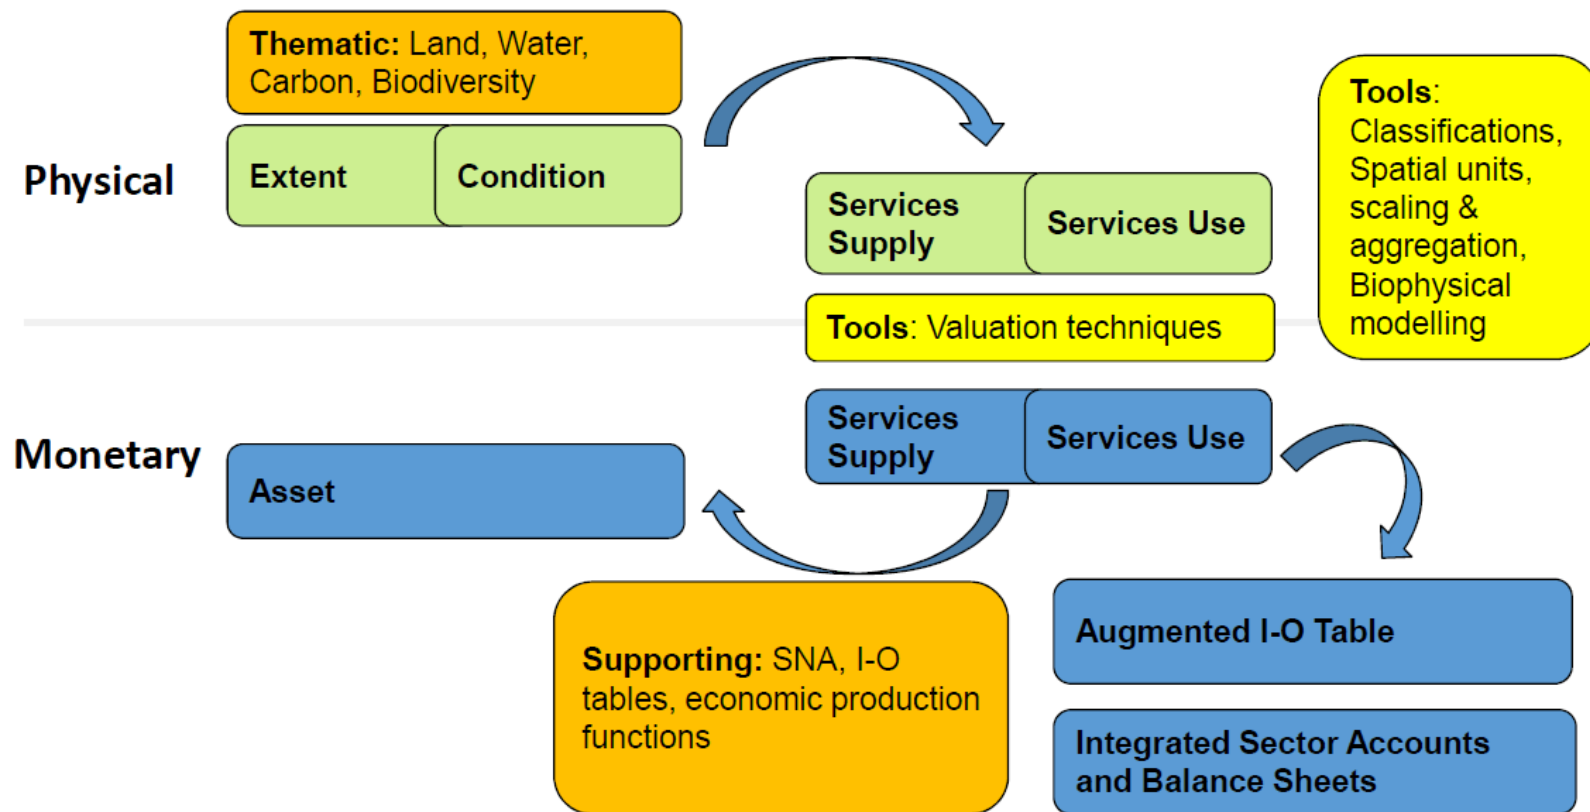 Thematic: Land, Water,
Carbon, Biodiversity
Physical
Extent
Condition
Services
Supply
Services Use
Tools:
Classifications,
Spatial units,
scaling &
aggregation,
Biophysical
modelling
Tools: Valuation techniques
Monetary
Asset
Services
Supply
Services Use
Supporting: SNA, I-O
tables, economic production
functions
Augmented I-O Table
Integrated Sector Accounts
and Balance Sheets